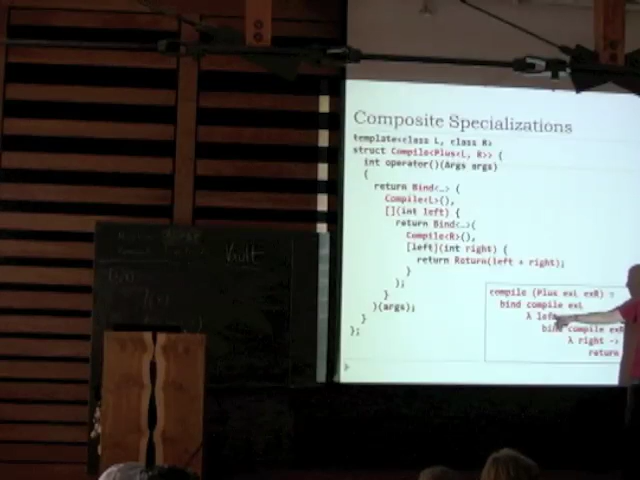 Composite Specializations
template<class L, class R>
struct Compile<Plus<L, R>> {
int operator()(Args args)
{
return Bind<…> (
Compile<L>(),
[](int left) {
return Bind<…>(
Compile<R>(),
[left](int right) {
return Return(left + right);
}
);
}
)(args);
}
};
compile (Plus exL exR) =
bind compile exL
λ left
bind compile exR
λ right ->
return
Kult